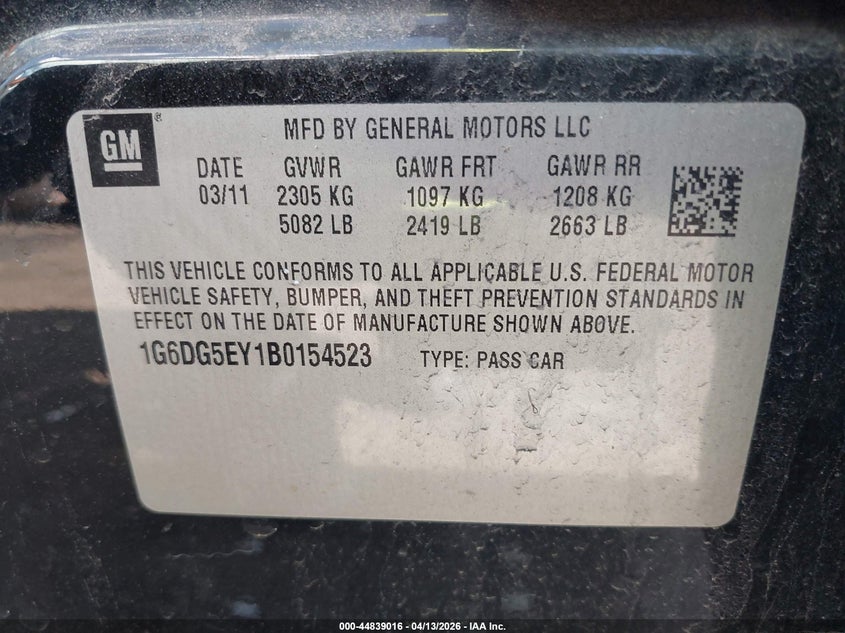 GM®
MFD BY GENERAL MOTORS LLC
DATE GVWR GAWR FRT GAWR RR
03/11 2305 KG 1097 KG 1208 KG
5082 LB 2419 LB 2663 LB
THIS VEHICLE CONFORMS TO ALL APPLICABLE U.S. FEDERAL MOTOR
VEHICLE SAFETY, BUMPER, AND THEFT PREVENTION STANDARDS IN
EFFECT ON THE DATE OF MANUFACTURE SHOWN ABOVE.
1G6DG5EY1B0154523 TYPE: PASS CAR
000-44839016 - 04/13/2026 - IAA Inc.